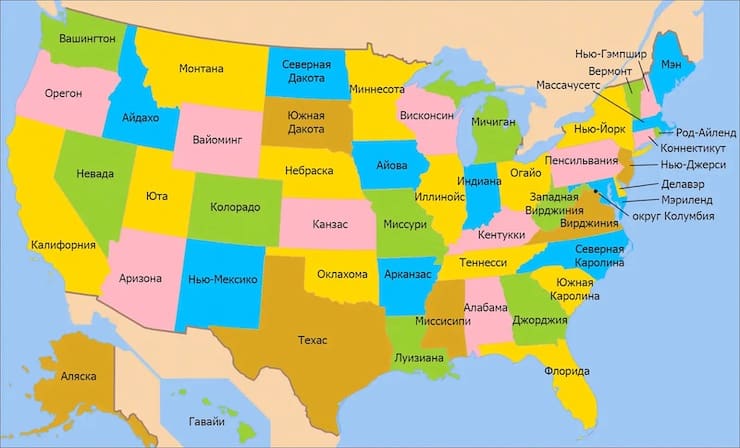 Вашингтон
Монтана
Северная
Дакота
Миннесота
Нью-Гэмпшир
Вермонт
Мэн
Массачусетс
Орегон
Айдахо
Южная
Дакота
Висконсин
Мичиган
Нью-Йорк
Род-Айленд
Коннектикут
Вайоминг
Пенсильвания
Нью-Джерси
Небраска
Айова
Индиана
Огайо
Делавэр
Невада
Юта
Колорадо
Иллинойс
Западная
Вирджиния
Мэриленд
округ Колумбия
Калифорния
Канзас
Миссури
Кентукки
Вирджиния
Северная
Каролина
Аризона
Нью-Мексико
Оклахома
Арканзас
Теннесси
Южная
Каролина
Техас
Миссисипи
Алабама
Джорджия
Луизиана
Флорида
Аляска
Гавайи